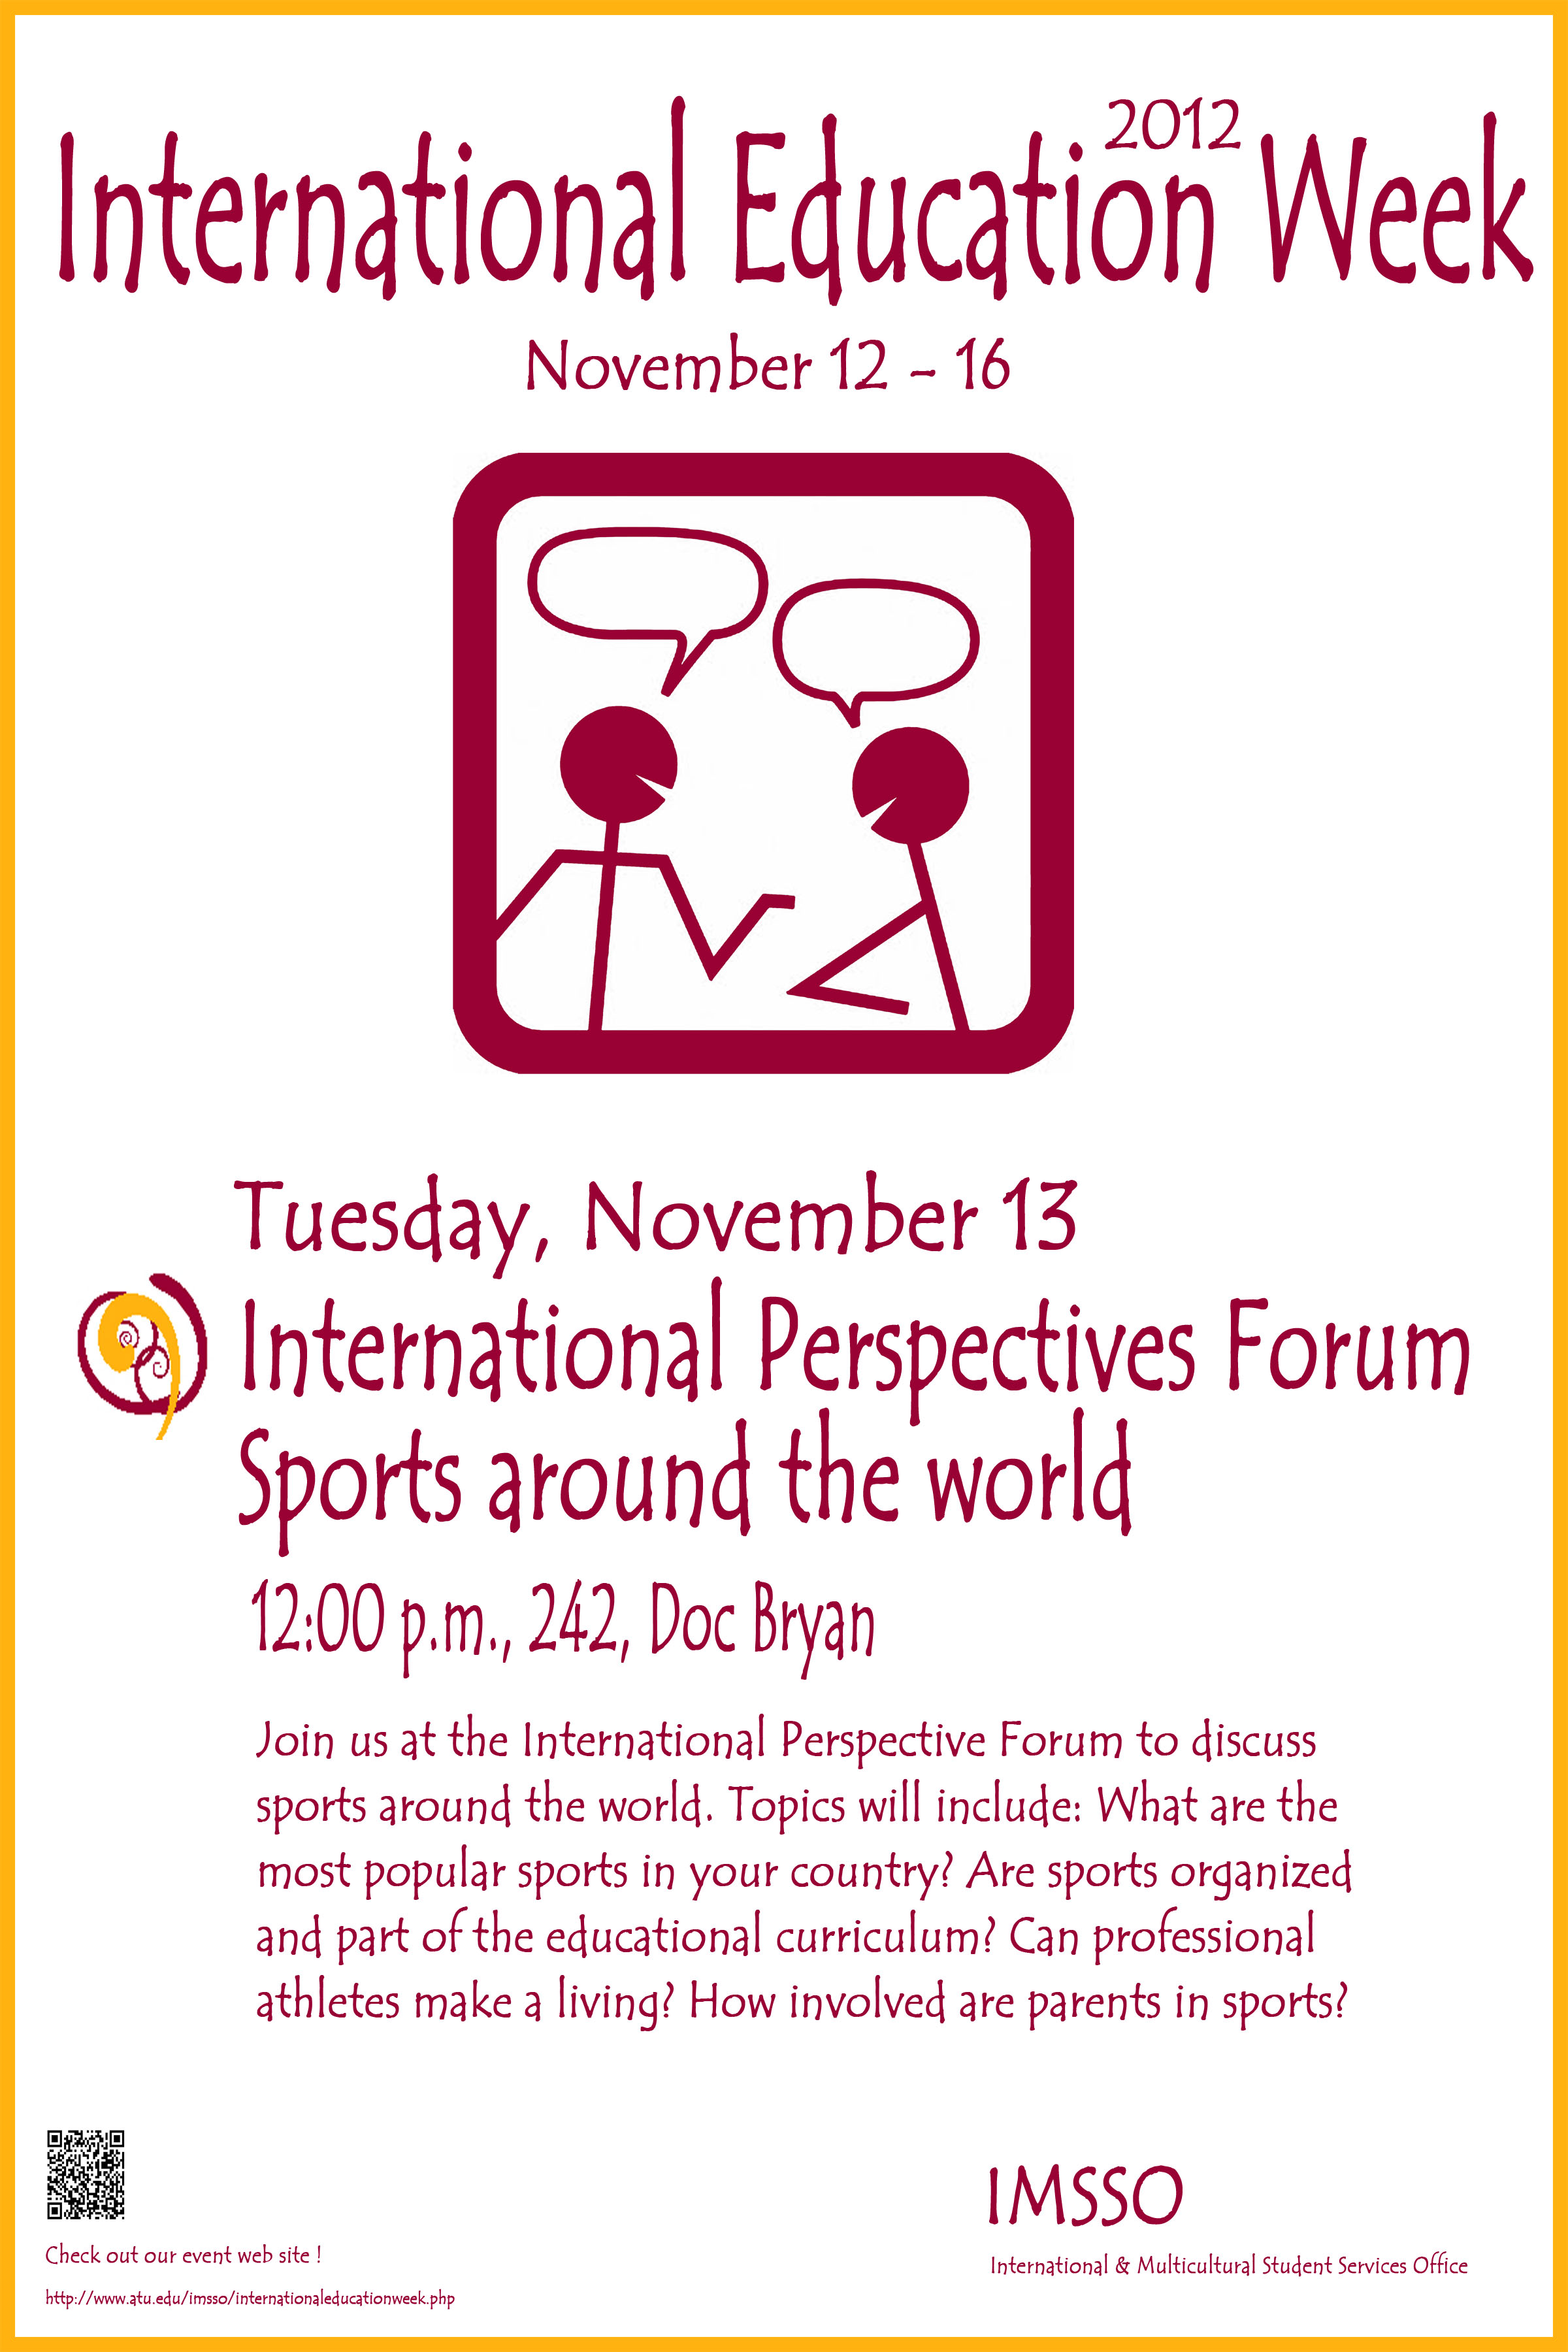 International Education 2012 Week
November 12 - 16
Tuesday, November 13
International Perspectives Forum
Sports around the world
12:00 p.m., 242, Doc Bryan
Join us at the International Perspective Forum to discuss
sports around the world. Topics will include: What are the
most popular sports in your country? Are sports organized
and part of the educational curriculum? Can professional
athletes make a living? How involved are parents in sports?
IMSSO
International & Multicultural Student Services Office
Check out our event web site !
http://www.atu.edu/imsso/internationaleducationweek.php